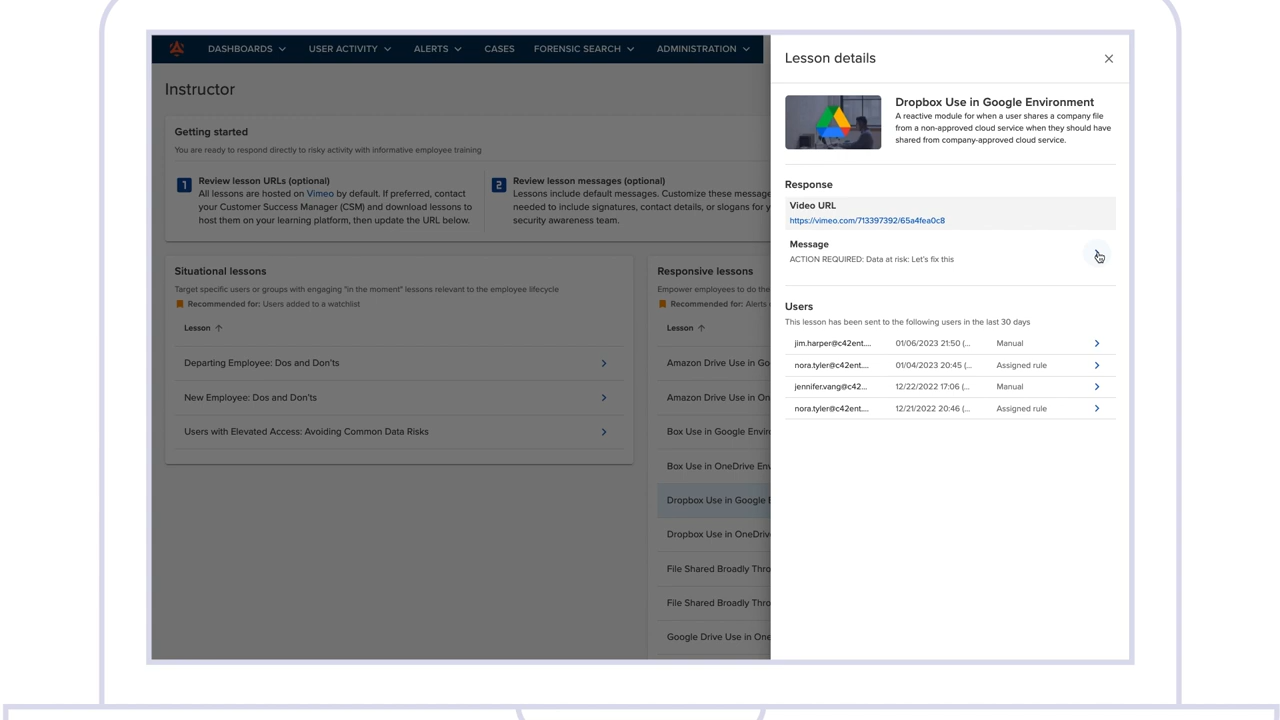 DASHBOARDS USER ACTIVITY ALERTS CASES FORENSIC SEARCH ADMINISTRATION
Instructor
Getting started
You are ready to respond directly to risky activity with informative employee training
1 Review lesson URLs (optional)
All lessons are hosted on Vimeo by default. If preferred, contact
your Customer Success Manager (CSM) and download lessons to
host them on your learning platform, then update the URL below.
2 Review lesson messages (optional)
Lessons include default messages. Customize these message
needed to include signatures, contact details, or slogans for y
security awareness team.
Situational lessons
Target specific users or groups with engaging "in the moment" lessons relevant to the employee lifecycle
Recommended for: Users added to a watchlist
Lesson
Departing Employee: Dos and Don'ts
New Employee: Dos and Don'ts
Users with Elevated Access: Avoiding Common Data Risks
Responsive lessons
Empower employees to do the
Recommended for: Alerts
Lesson
Amazon Drive Use in Go
Amazon Drive Use in On
Box Use in Google Envir
Box Use in OneDrive Env
Dropbox Use in Google E
Dropbox Use in OneDriv
File Shared Broadly Thro
File Shared Broadly Thro
Google Drive Use in One
Lesson details
Dropbox Use in Google Environment
A reactive module for when a user shares a company file
from a non-approved cloud service when they should have
shared from company-approved cloud service.
Response
Video URL
https://vimeo.com/713397392/65a4fea0c8
Message
ACTION REQUIRED: Data at risk: Let's fix this
Users
This lesson has been sent to the following users in the last 30 days
jim.harper@c42ent.... 01/06/2023 21:50 (... Manual
nora.tyler@c42ent.... 01/04/2023 20:45 (... Assigned rule
jennifer.vang@c42... 12/22/2022 17:06 (... Manual
nora.tyler@c42ent.... 12/21/2022 20:46 (... Assigned rule